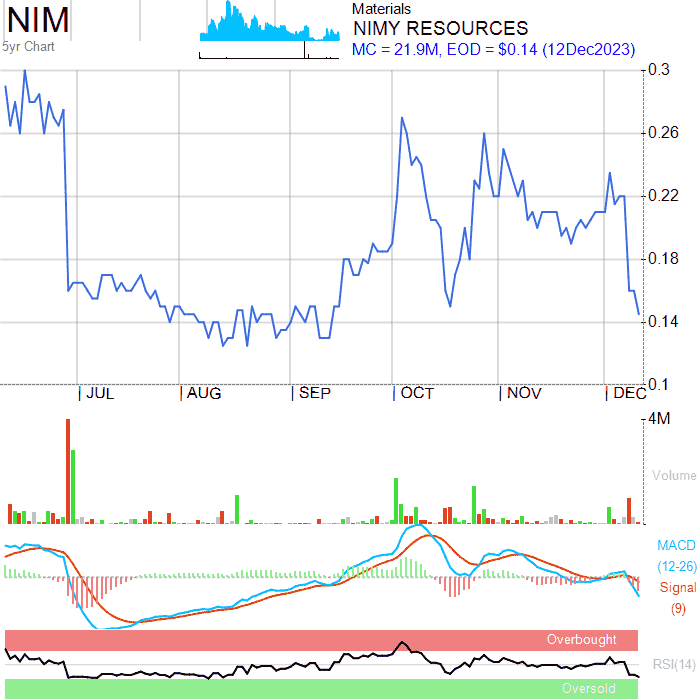 NIM
5yr Chart
Materials
NIMY RESOURCES
MC = 21.9M, EOD = $0.14 (12Dec2023)
0.3
0.26
0.22
0.18
0.14
0.1
JUL AUG SEP OCT NOV DEC
4M
Volume
MACD
(12-26)
Signal
(9)
Overbought
RSI(14)
Oversold